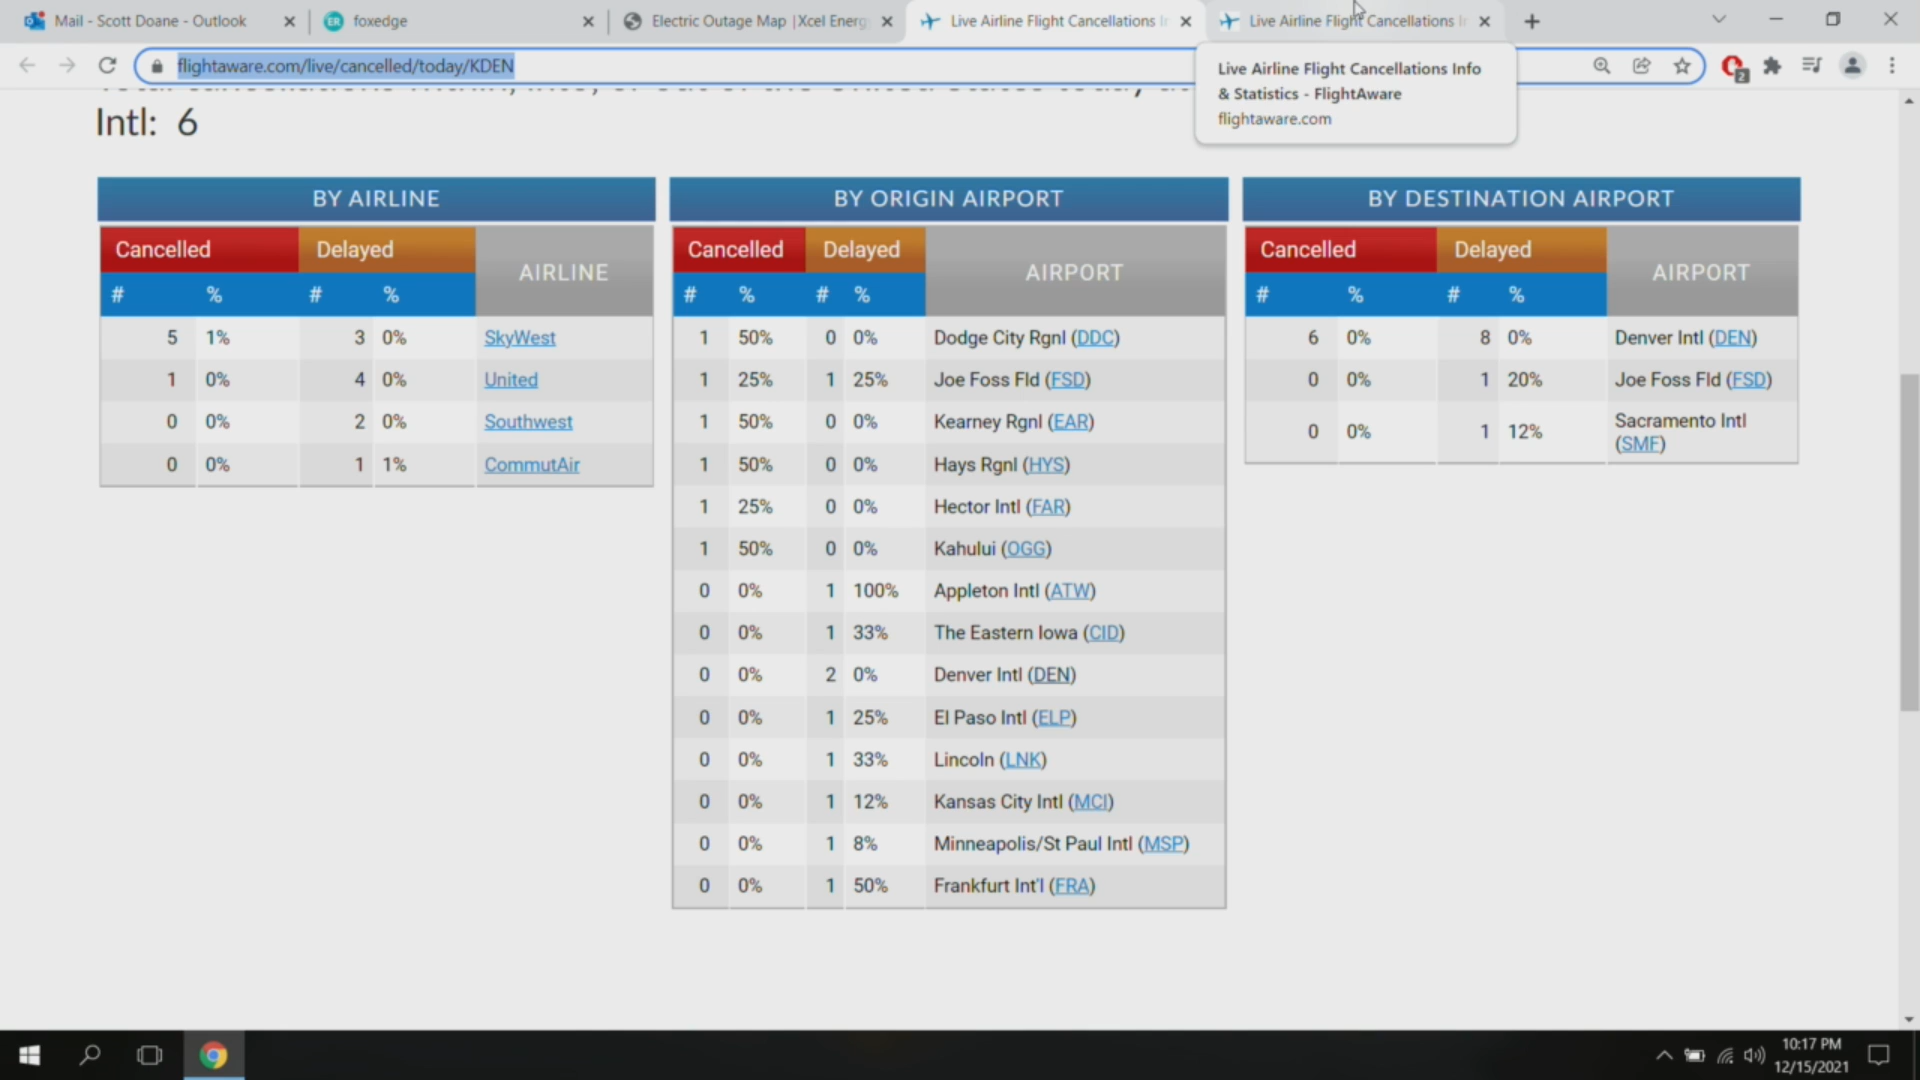 Mail - Scott Doane - Outlook
foxedge
Electric Outage Map | Xcel Energ
Live Airline Flight Cancellations I
Live Airline Flight Cancellations I
flightaware.com/live/cancelled/today/KDEN
2
Live Airline Flight Cancellations Info
& Statistics - FlightAware
flightaware.com
Intl: 6
BY AIRLINE
Cancelled Delayed AIRLINE
# % # %
5 1% 3 0% SkyWest
1 0% 4 0% United
0 0% 2 0% Southwest
0 0% 1 1% CommutAir
BY ORIGIN AIRPORT
Cancelled Delayed AIRPORT
# % # %
1 50% 0 0% Dodge City Rgnl (DDC)
1 25% 1 25% Joe Foss Fld (FSD)
1 50% 0 0% Kearney Rgnl (EAR)
1 50% 0 0% Hays Rgnl (HYS)
1 25% 0 0% Hector Intl (FAR)
1 50% 0 0% Kahului (OGG)
0 0% 1 100% Appleton Intl (ATW)
0 0% 1 33% The Eastern Iowa (CID)
0 0% 2 0% Denver Intl (DEN)
0 0% 1 25% El Paso Intl (ELP)
0 0% 1 33% Lincoln (LNK)
0 0% 1 12% Kansas City Intl (MCI)
0 0% 1 8% Minneapolis/St Paul Intl (MSP)
0 0% 1 50% Frankfurt Int'l (FRA)
BY DESTINATION AIRPORT
Cancelled Delayed AIRPORT
# % # %
6 0% 8 0% Denver Intl (DEN)
0 0% 1 20% Joe Foss Fld (FSD)
0 0% 1 12% Sacramento Intl
(SMF)
10:17 PM
12/15/2021